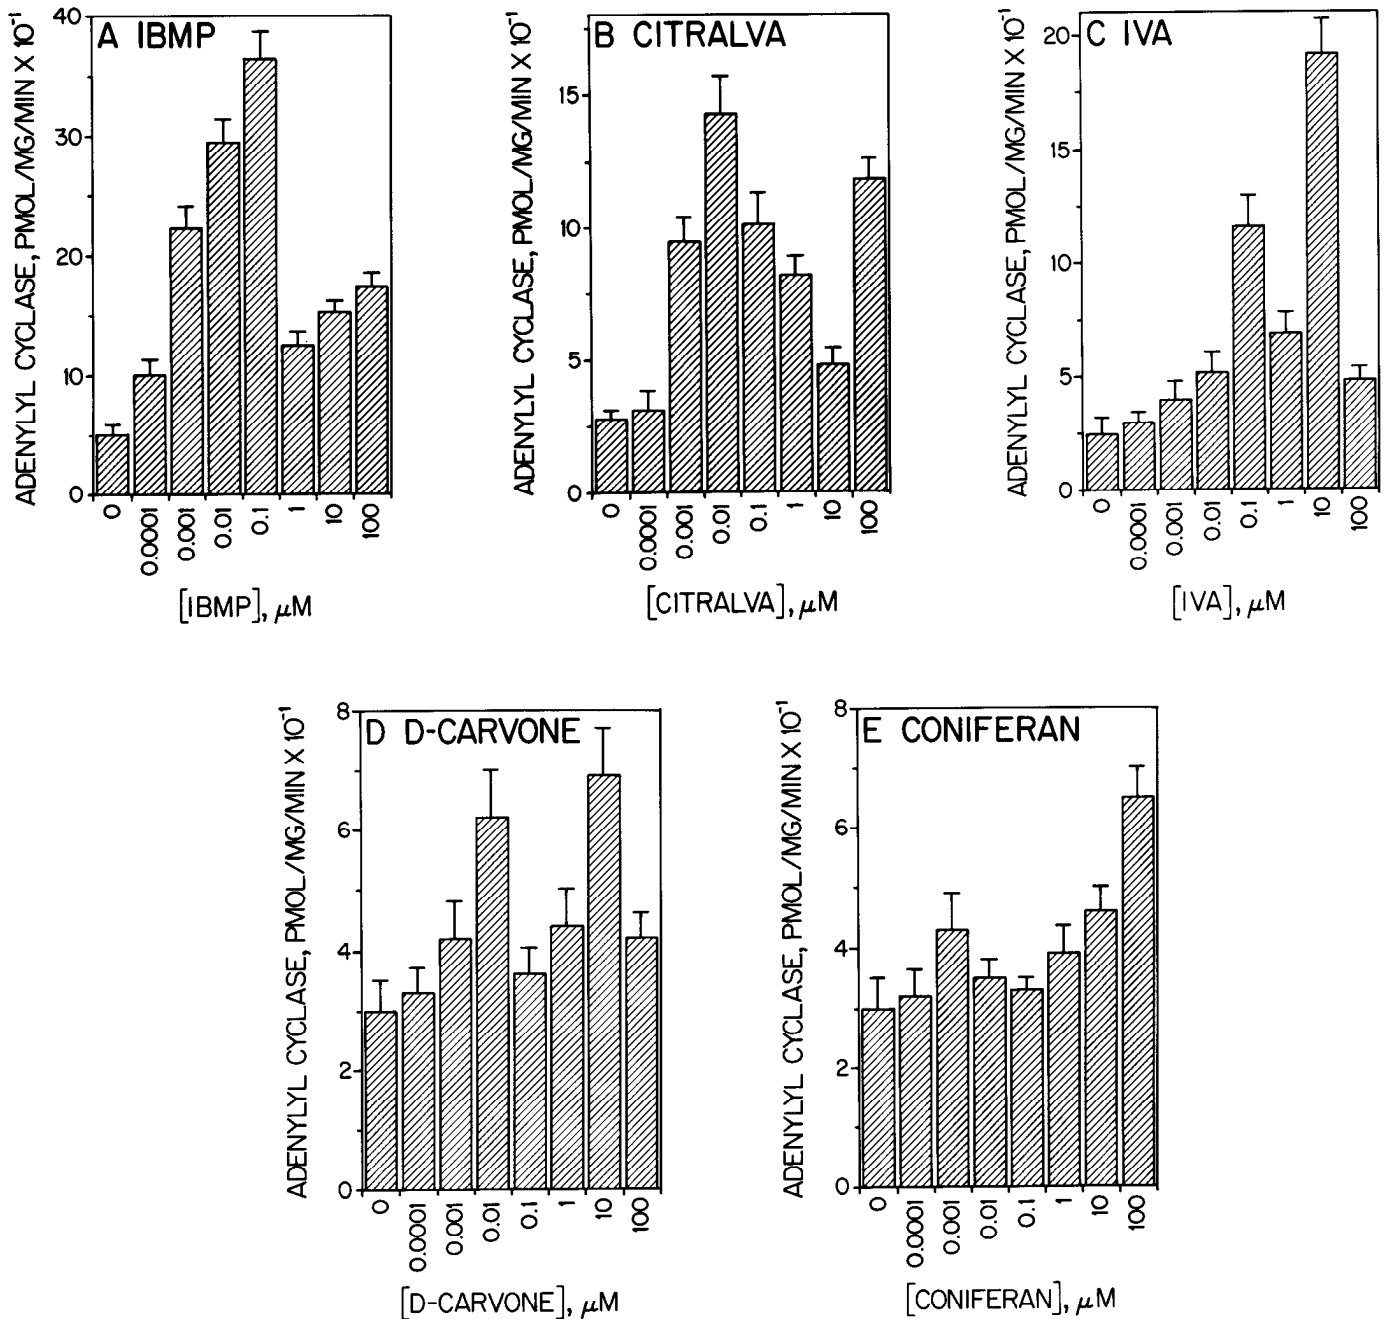 A IBMP
ADENYLYL CYCLASE, PMOL/MG/MIN X 10⁻¹
40
30
20
10
0
0 0.0001 0.001 0.01 0.1 1 10 100
[IBMP], μM
B CITRALVA
ADENYLYL CYCLASE, PMOL/MG/MIN X 10⁻¹
15
10
5
0
0 0.0001 0.001 0.01 0.1 1 10 100
[CITRALVA], μM
C IVA
ADENYLYL CYCLASE, PMOL/MG/MIN X 10⁻¹
20
15
10
5
0
0 0.0001 0.001 0.01 0.1 1 10 100
[IVA], μM
D D-CARVONE
ADENYLYL CYCLASE, PMOL/MG/MIN X 10⁻¹
8
6
4
2
0
0 0.0001 0.001 0.01 0.1 1 10 100
[D-CARVONE], μM
E CONIFERAN
ADENYLYL CYCLASE, PMOL/MG/MIN X 10⁻¹
8
6
4
2
0
0 0.0001 0.001 0.01 0.1 1 10 100
[CONIFERAN], μM